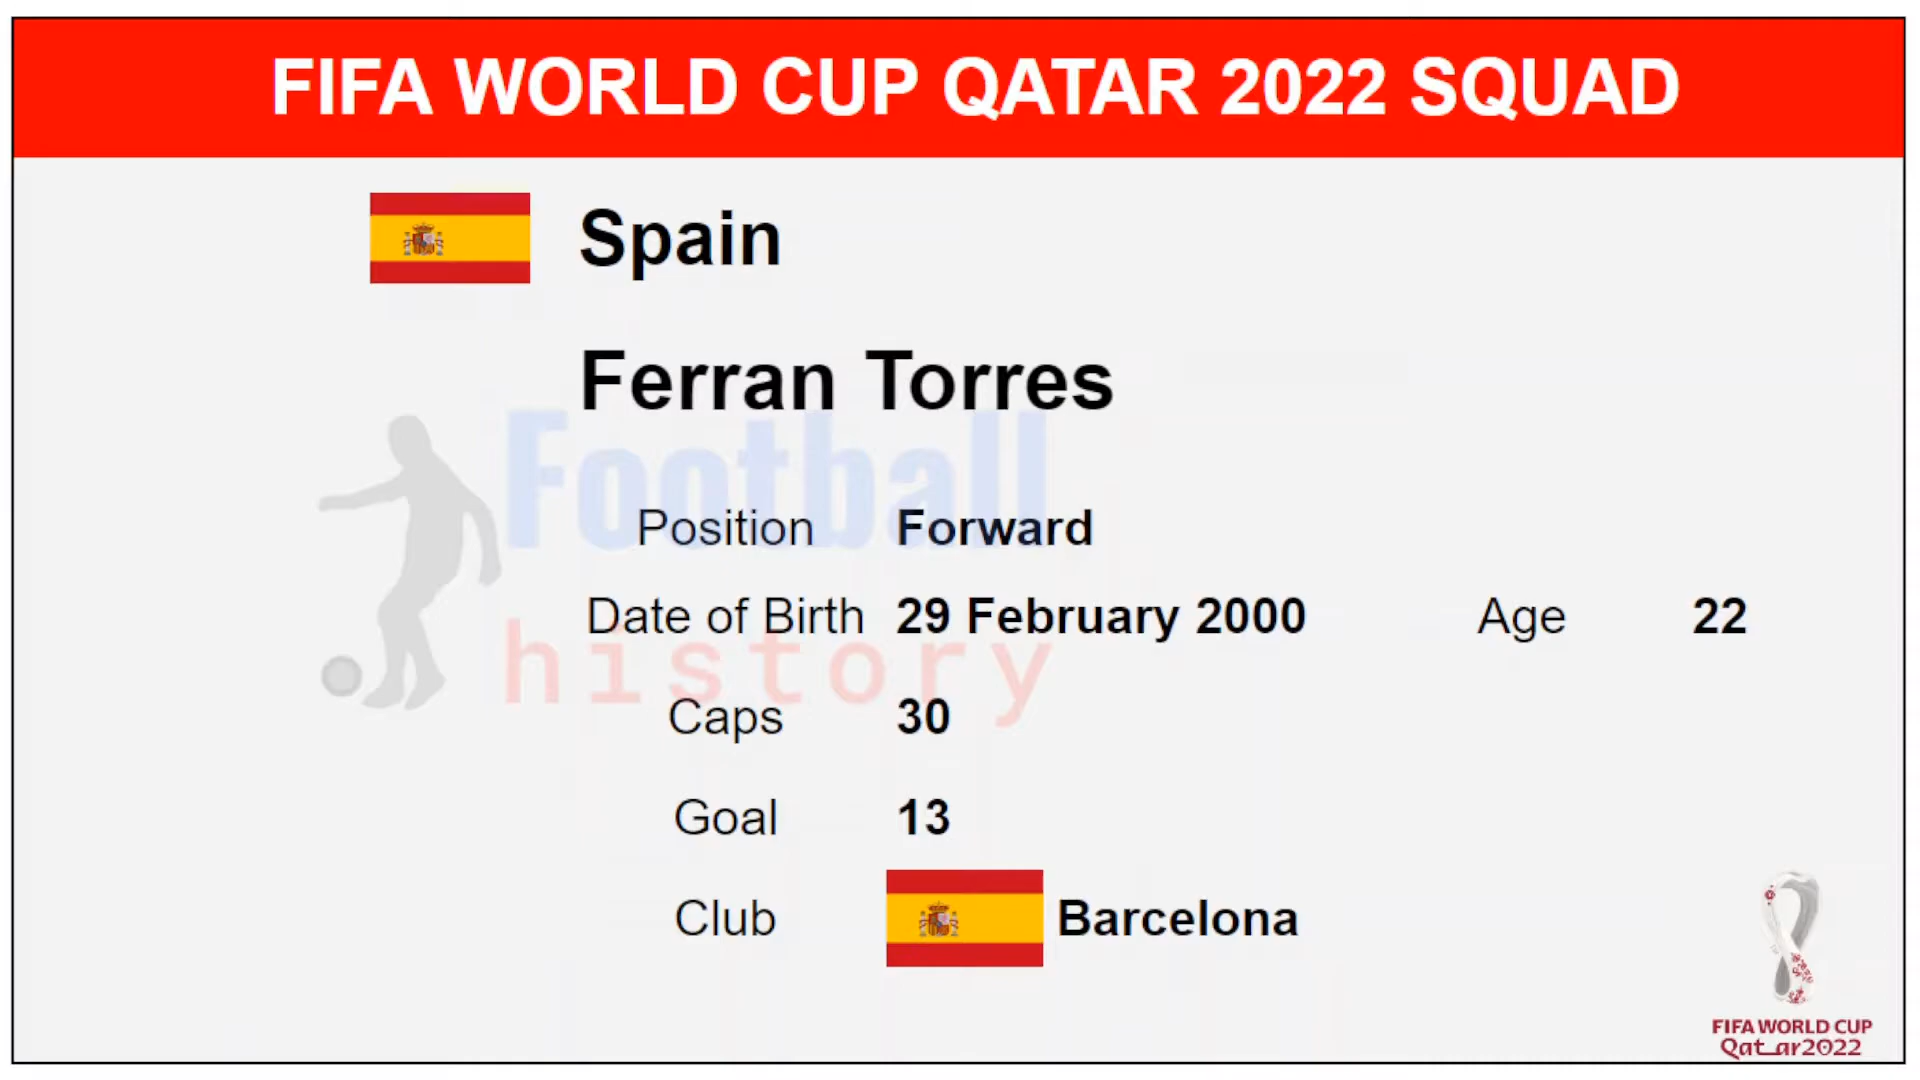 FIFA WORLD CUP QATAR 2022 SQUAD
Spain
Ferran Torres
Football
Position Forward
Date of Birth 29 February 2000 Age 22
history
Caps 30
Goal 13
Club Barcelona
FIFA WORLD CUP
Qatar2022